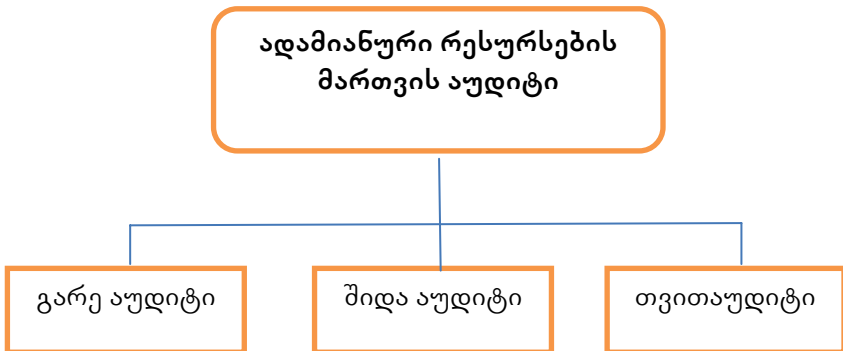 ადამიანური რესურსების
მართვის აუდიტი
გარე აუდიტი
შიდა აუდიტი
თვითაუდიტი